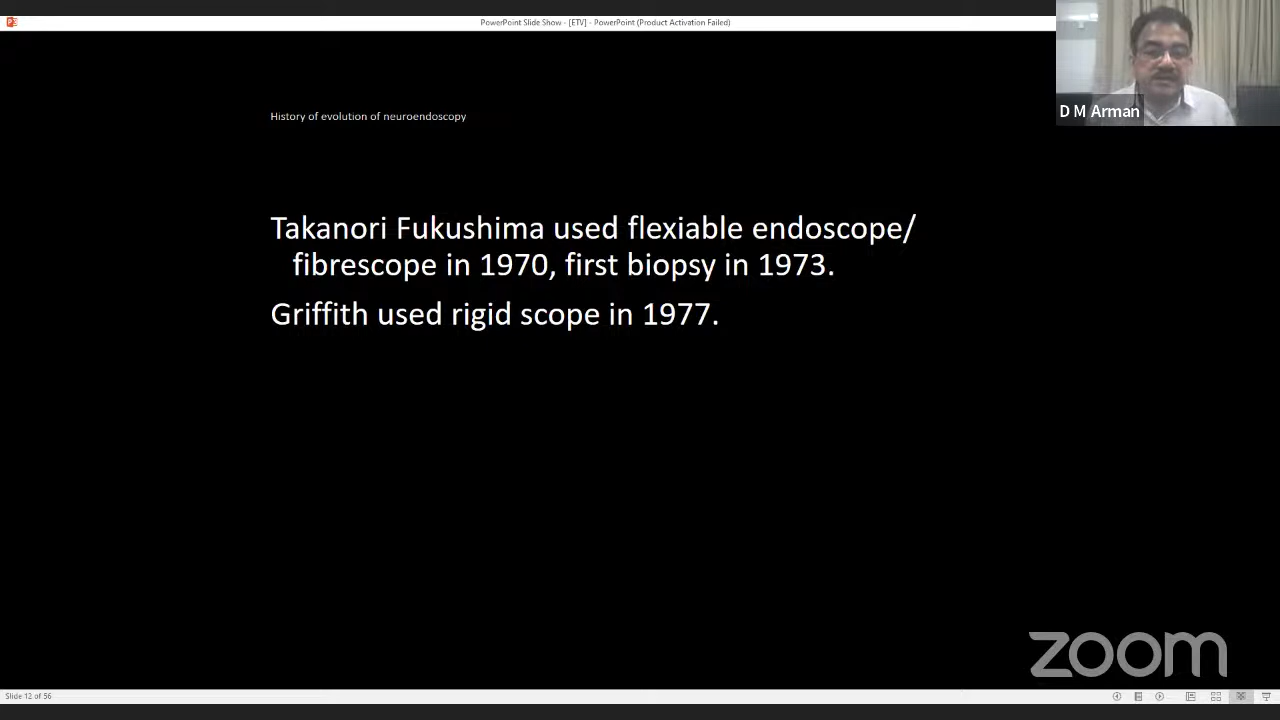 PowerPoint Slide Show - [ETV] - PowerPoint (Product Activation Failed)
D M Arman
History of evolution of neuroendoscopy
Takanori Fukushima used flexiable endoscope/
fibrescope in 1970, first biopsy in 1973.
Griffith used rigid scope in 1977.
zoom
Slide 12 of 56